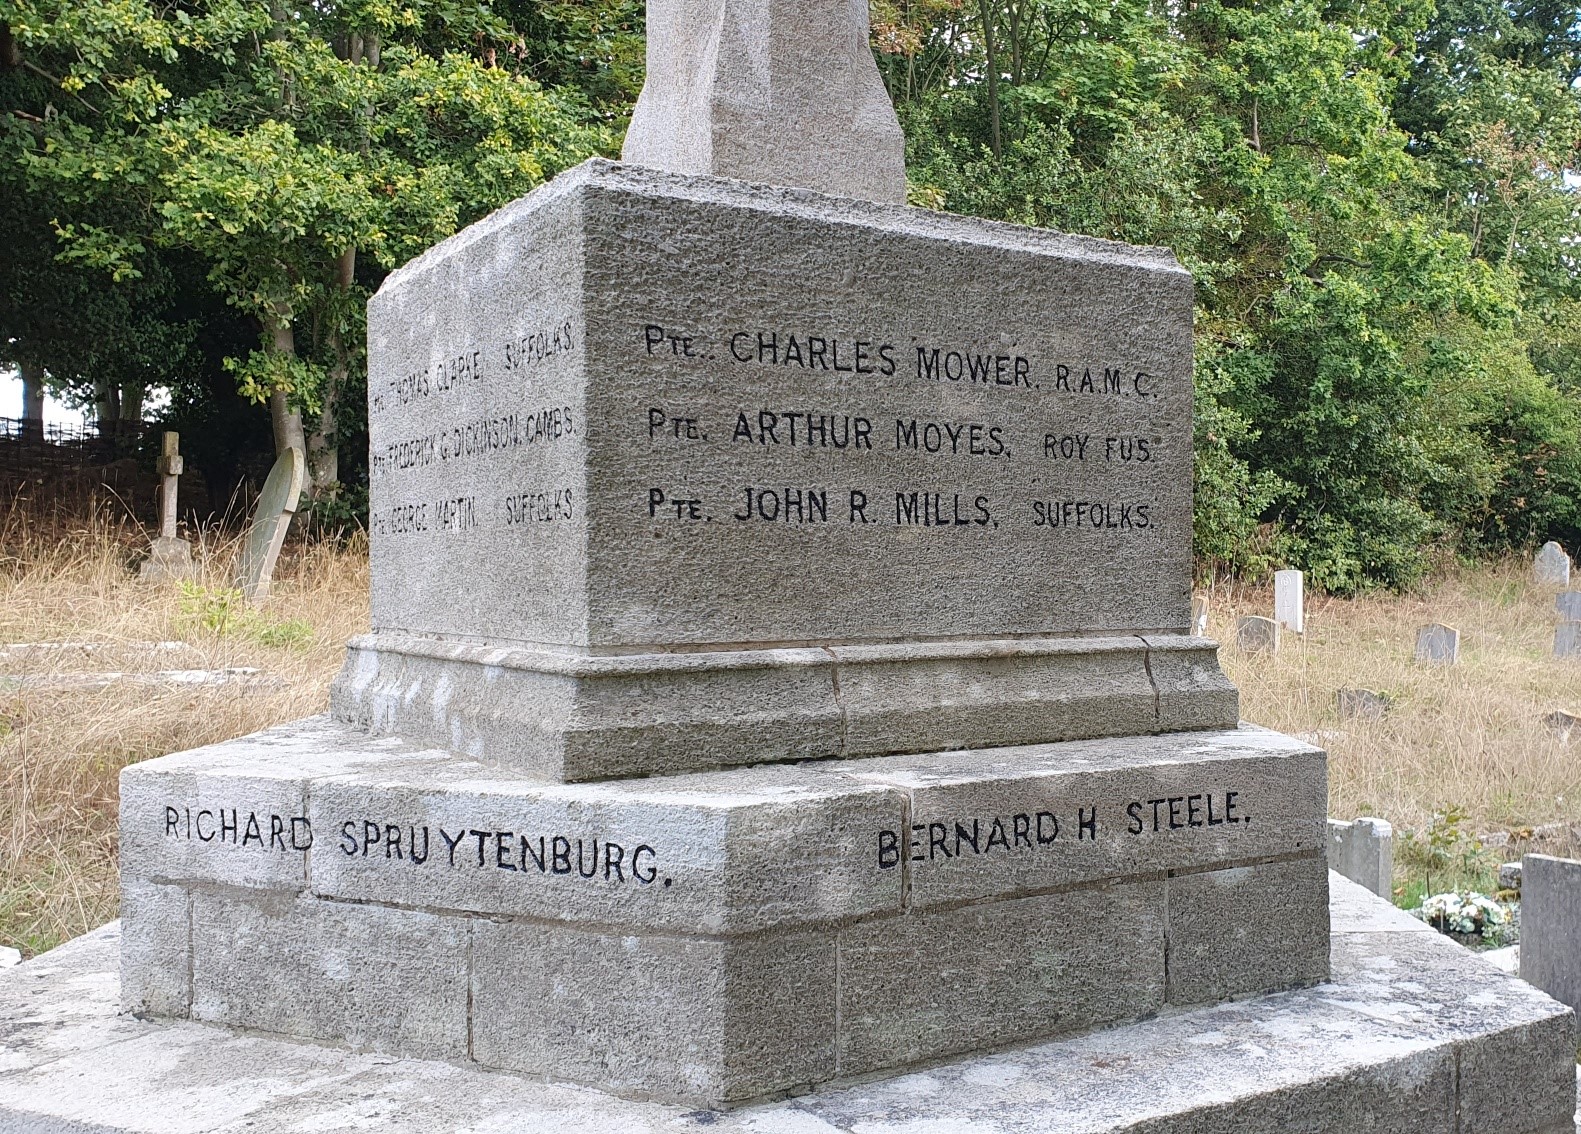 Pte. THOMAS CLARKE SUFFOLKS.
Pte. FREDERICK G. DICKINSON. CAMBS.
Pte. GEORGE MARTIN. SUFFOLKS
Pte. CHARLES MOWER. R.A.M.C.
Pte. ARTHUR MOYES, ROY FUS.
Pte. JOHN R. MILLS, SUFFOLKS.
RICHARD SPRUYTENBURG.
BERNARD H STEELE.